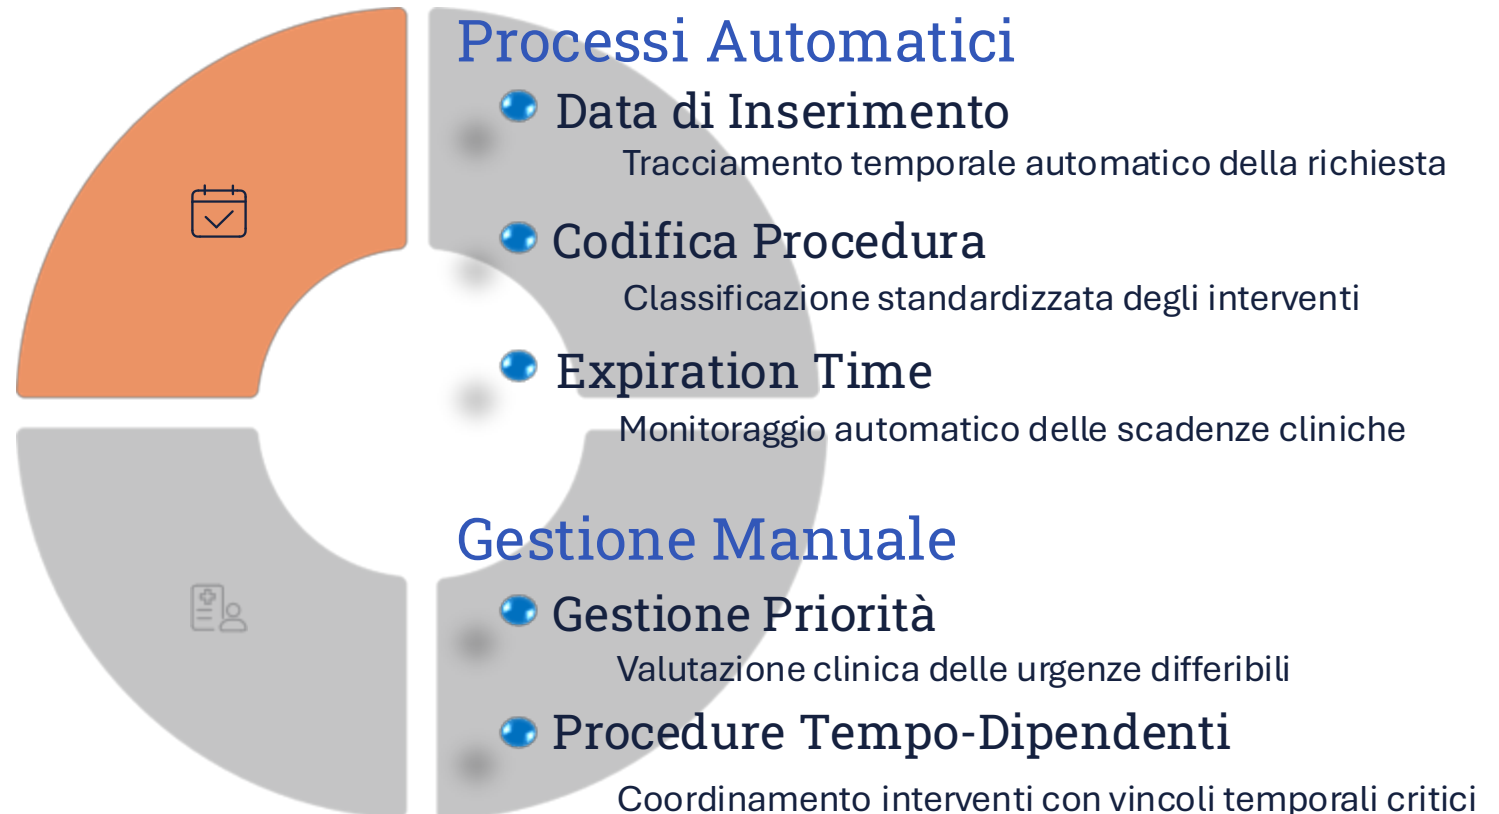 Processi Automatici
Data di Inserimento
Tracciamento temporale automatico della richiesta
Codifica Procedura
Classificazione standardizzata degli interventi
Expiration Time
Monitoraggio automatico delle scadenze cliniche
Gestione Manuale
Gestione Priorità
Valutazione clinica delle urgenze differibili
Procedure Tempo-Dipendenti
Coordinamento interventi con vincoli temporali critici